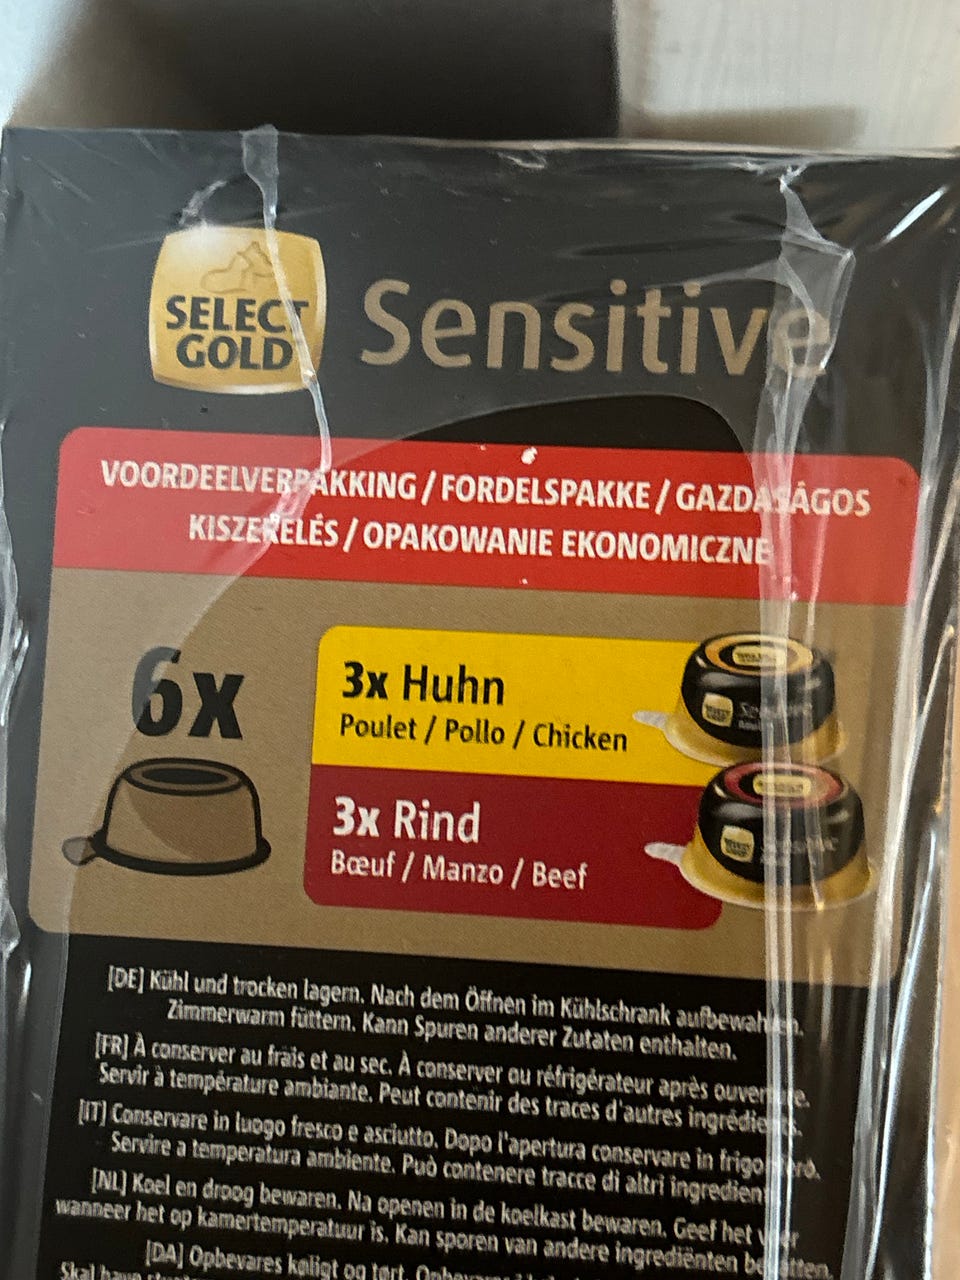 SELECT
GOLD
Sensitive
VOORDEELVERPAKKING / FORDELSPAKKE / GAZDASÁGOS
KISZERELÉS / OPAKOWANIE EKONOMICZNE
6x
3x Huhn
Poulet / Pollo / Chicken
3x Rind
Bœuf / Manzo / Beef
[DE] Kühl und trocken lagern. Nach dem Öffnen im Kühlschrank aufbewahren.
Zimmerwarm füttern. Kann Spuren anderer Zutaten enthalten.
[FR] À conserver au frais et au sec. À conserver au réfrigérateur après ouverture.
Servir à température ambiante. Peut contenir des traces d'autres ingrédients.
[IT] Conservare in luogo fresco e asciutto. Dopo l'apertura conservare in frigorifero.
Servire a temperatura ambiente. Può contenere tracce di altri ingredienti
[NL] Koel en droog bewaren. Na openen in de koelkast bewaren. Geef het voer
wanneer het op kamertemperatuur is. Kan sporen van andere ingrediënten bevatten.
[DA] Opbevares køligt og tørt.
Skal have